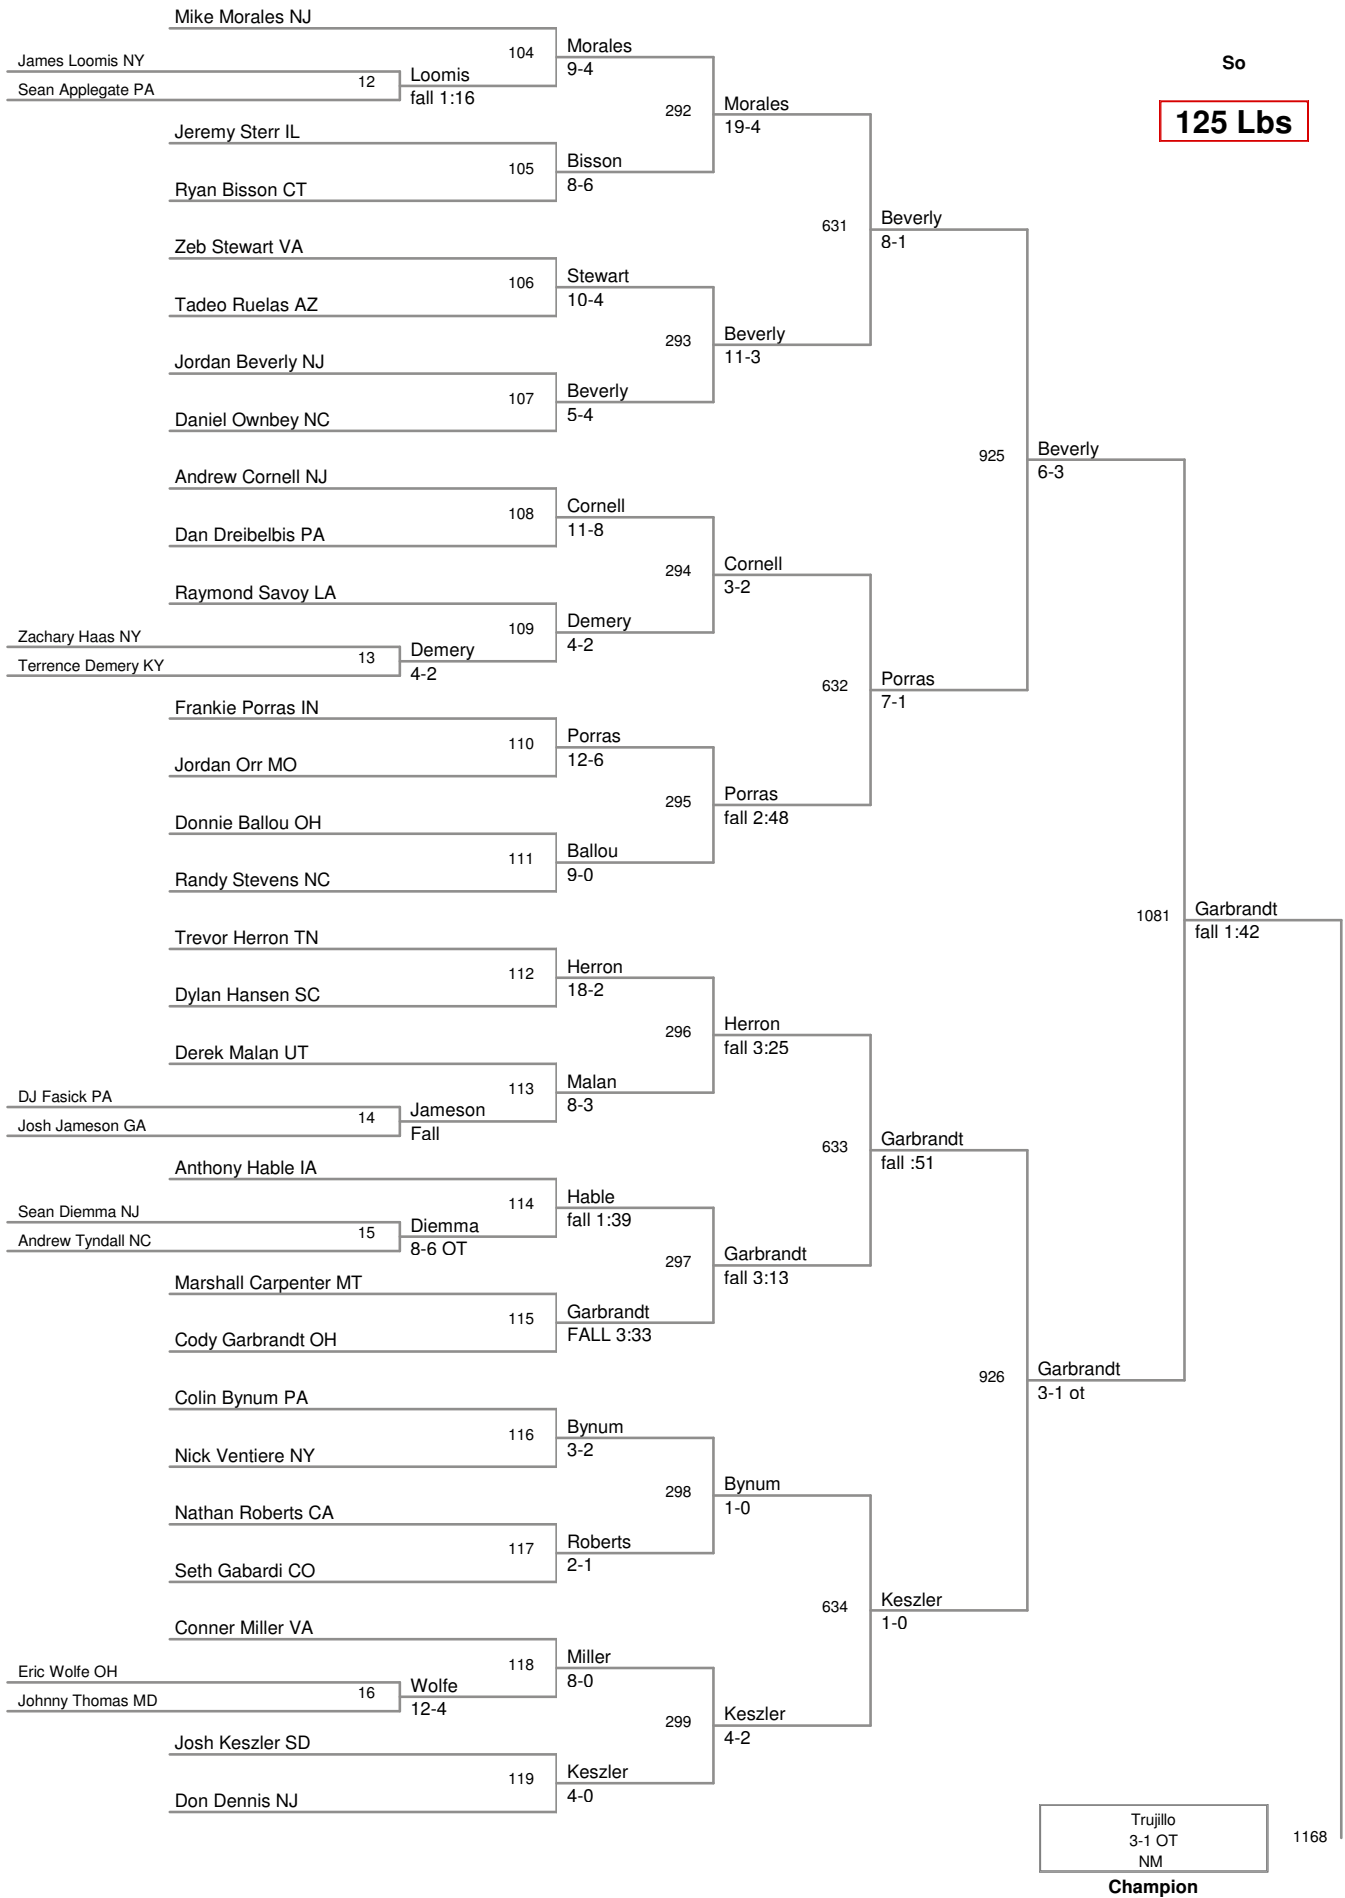 So
125 Lbs
Mike Morales NJ
James Loomis NY
Sean Applegate PA
12
Loomis
fall 1:16
104
Morales
9-4
Jeremy Sterr IL
Ryan Bisson CT
105
Bisson
8-6
292
Morales
19-4
Zeb Stewart VA
Tadeo Ruelas AZ
106
Stewart
10-4
Jordan Beverly NJ
Daniel Ownbey NC
107
Beverly
5-4
293
Beverly
11-3
631
Beverly
8-1
Andrew Cornell NJ
Dan Dreibelbis PA
108
Cornell
11-8
Raymond Savoy LA
Zachary Haas NY
Terrence Demery KY
13
Demery
4-2
109
Demery
4-2
294
Cornell
3-2
Frankie Porras IN
Jordan Orr MO
110
Porras
12-6
Donnie Ballou OH
Randy Stevens NC
111
Ballou
9-0
295
Porras
fall 2:48
632
Porras
7-1
925
Beverly
6-3
Trevor Herron TN
Dylan Hansen SC
112
Herron
18-2
Derek Malan UT
DJ Fasick PA
Josh Jameson GA
14
Jameson
Fall
113
Malan
8-3
296
Herron
fall 3:25
Anthony Hable IA
Sean Diemma NJ
Andrew Tyndall NC
15
Diemma
8-6 OT
114
Hable
fall 1:39
Marshall Carpenter MT
Cody Garbrandt OH
115
Garbrandt
FALL 3:33
297
Garbrandt
fall 3:13
633
Garbrandt
fall :51
Colin Bynum PA
Nick Ventiere NY
116
Bynum
3-2
Nathan Roberts CA
Seth Gabardi CO
117
Roberts
2-1
298
Bynum
1-0
Conner Miller VA
Eric Wolfe OH
Johnny Thomas MD
16
Wolfe
12-4
118
Miller
8-0
Josh Keszler SD
Don Dennis NJ
119
Keszler
4-0
299
Keszler
4-2
634
Keszler
1-0
926
Garbrandt
3-1 ot
1081
Garbrandt
fall 1:42
Trujillo
3-1 OT
NM
1168
Champion